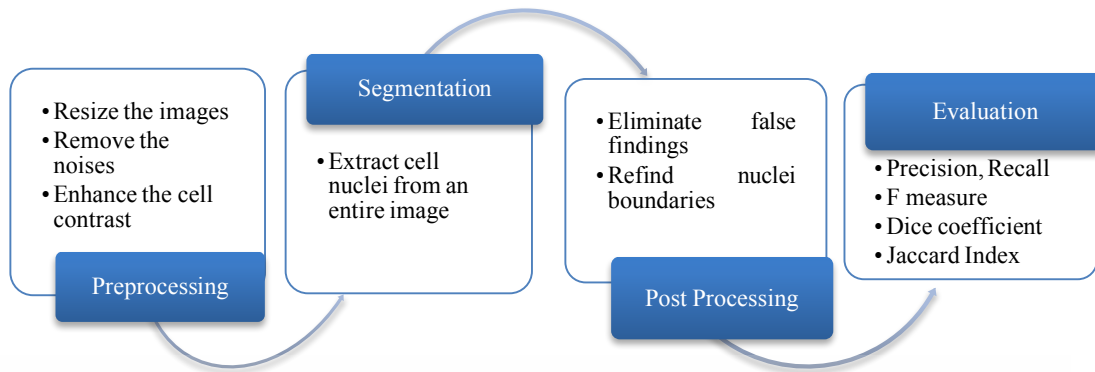 • Resize the images
• Remove the
noises
• Enhance the cell
contrast
Preprocessing
Segmentation
• Extract cell
nuclei from an
entire image
• Eliminate false
findings
• Refind nuclei
boundaries
Post Processing
Evaluation
• Precision, Recall
• F measure
• Dice coefficient
• Jaccard Index